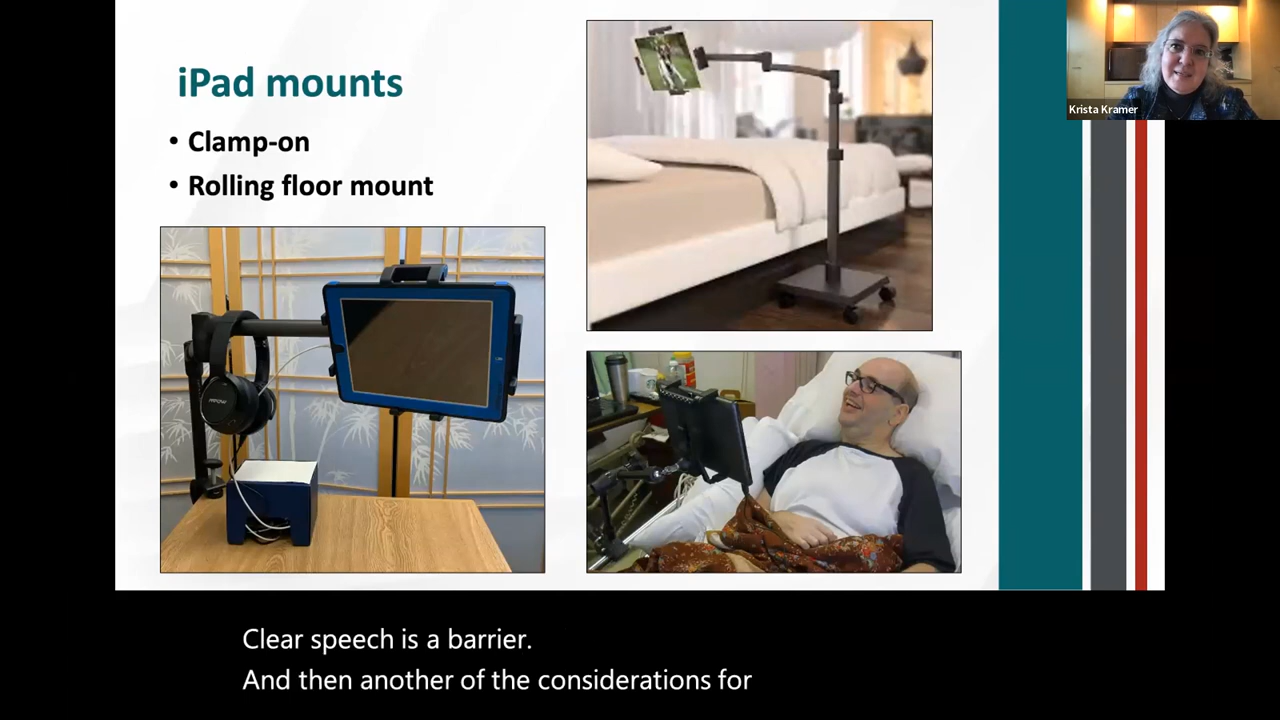 iPad mounts
• Clamp-on
• Rolling floor mount
Krista Kramer
Clear speech is a barrier.
And then another of the considerations for